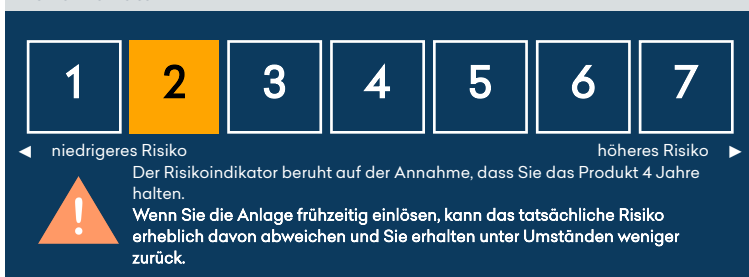 1 2 3 4 5 6 7
◄ niedrigeres Risiko höheres Risiko ►
Der Risikoindikator beruht auf der Annahme, dass Sie das Produkt 4 Jahre
halten.
Wenn Sie die Anlage frühzeitig einlösen, kann das tatsächliche Risiko
erheblich davon abweichen und Sie erhalten unter Umständen weniger
zurück.